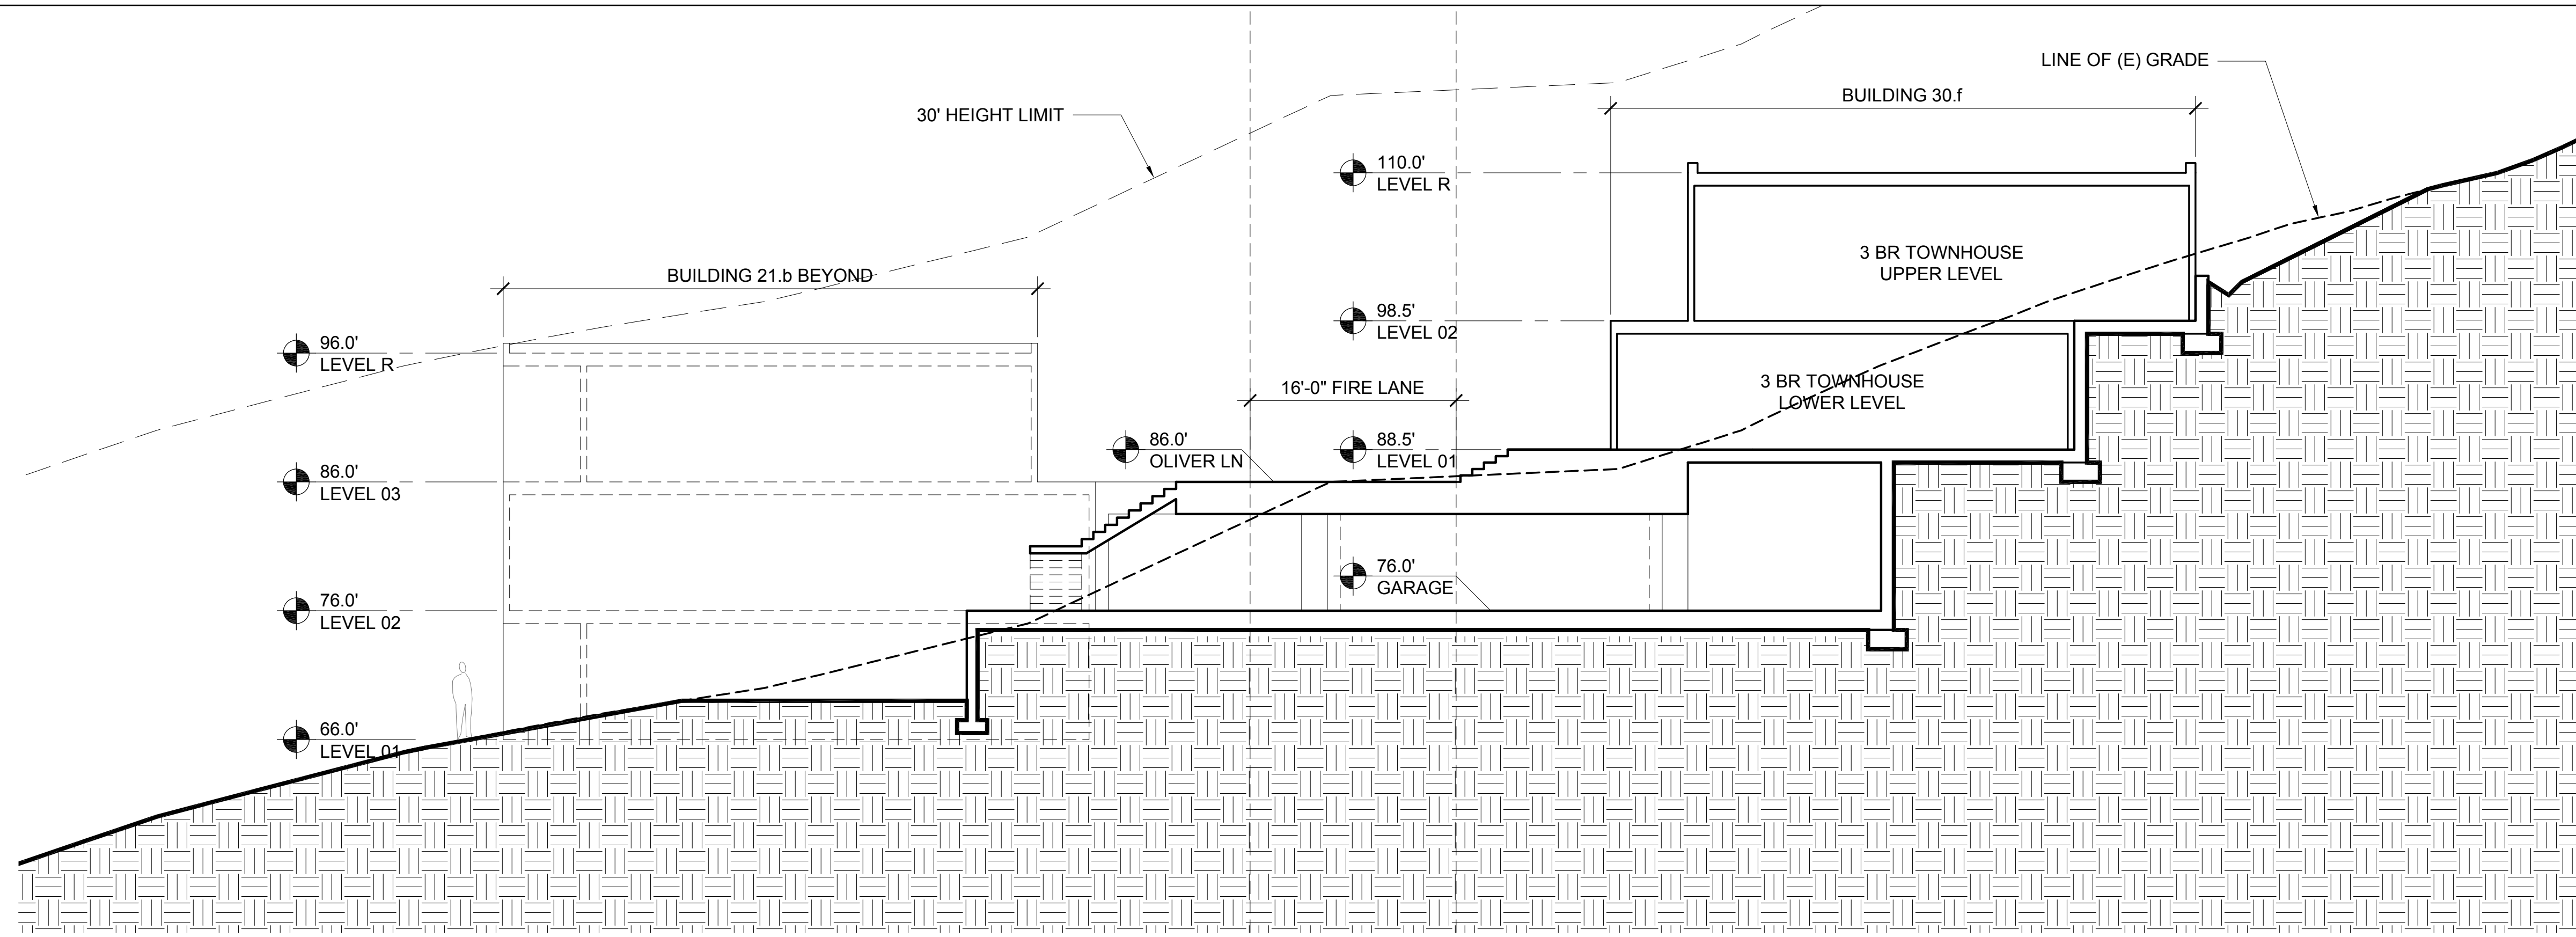 LINE OF (E) GRADE
30' HEIGHT LIMIT
BUILDING 30.f
110.0'
LEVEL R
3 BR TOWNHOUSE
UPPER LEVEL
BUILDING 21.b BEYOND
98.5'
LEVEL 02
96.0'
LEVEL R
16'-0" FIRE LANE
3 BR TOWNHOUSE
LOWER LEVEL
86.0'
OLIVER LN
88.5'
LEVEL 01
86.0'
LEVEL 03
76.0'
GARAGE
76.0'
LEVEL 02
66.0'
LEVEL 01